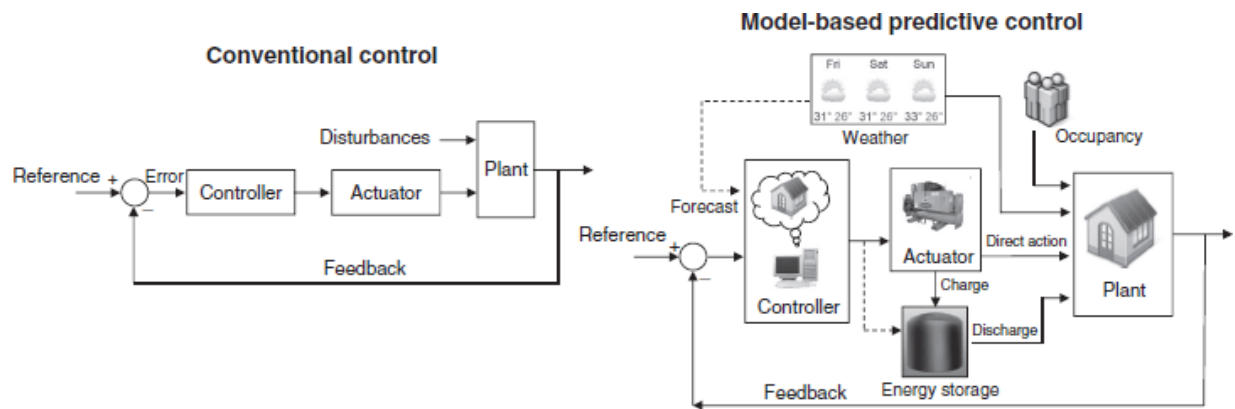 Conventional control
Disturbances
Reference
+
Error
−
Controller
Actuator
Plant
Feedback
Model-based predictive control
Fri Sat Sun
31° 26° 31° 26° 33° 26°
Weather
Occupancy
Forecast
Reference
+
−
Controller
Actuator
Direct action
Charge
Plant
Discharge
Energy storage
Feedback